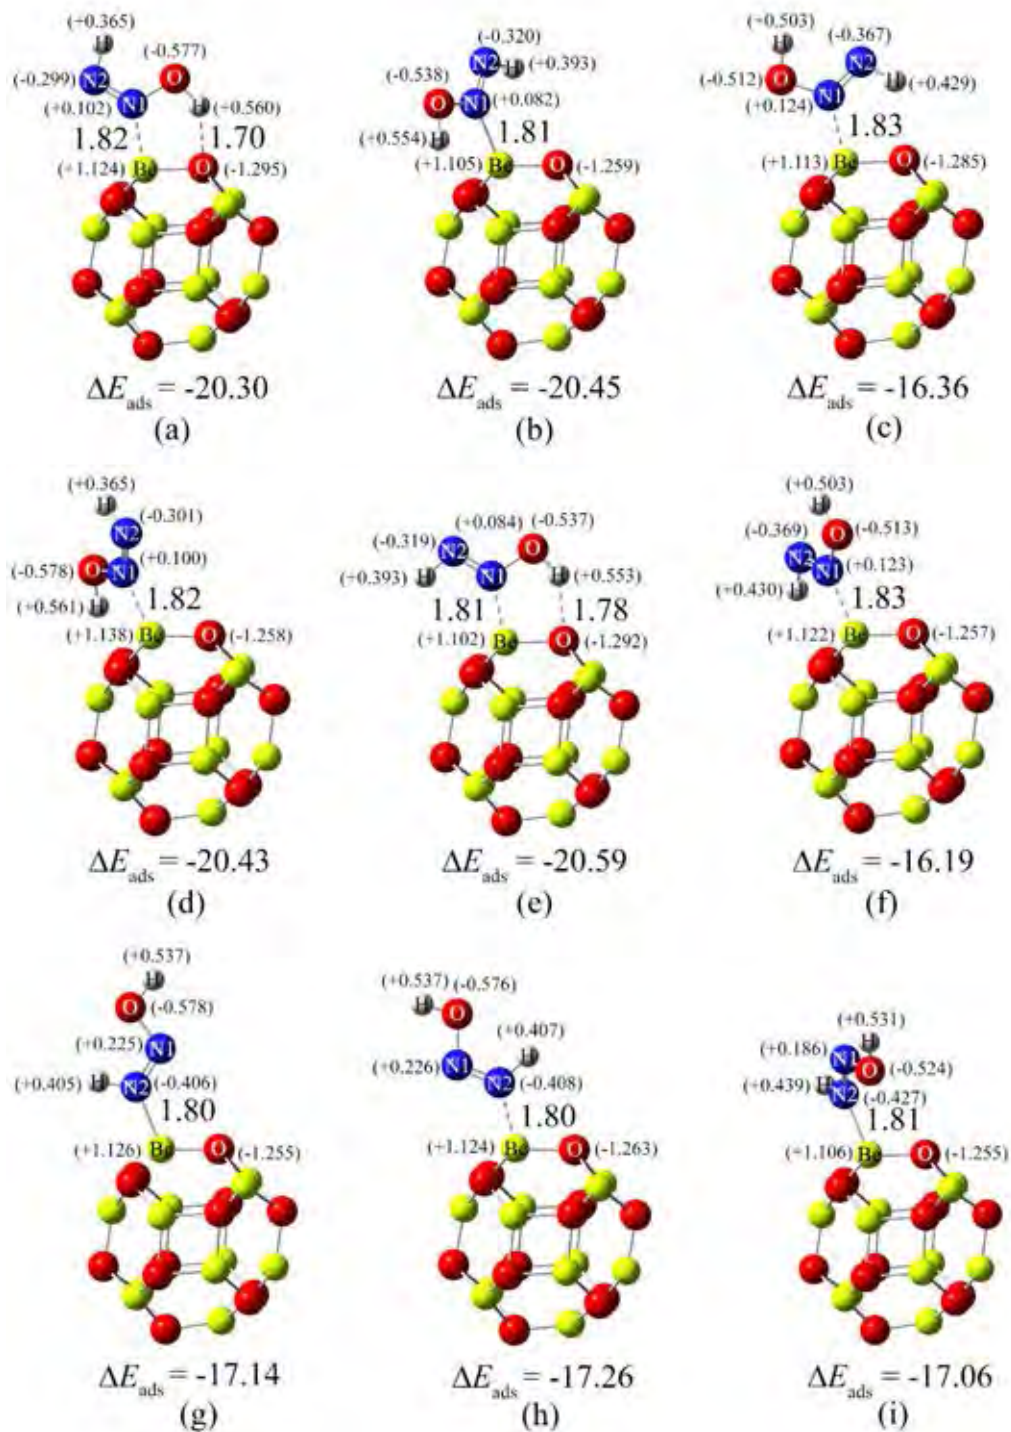 (+0.365)
H
(-0.577)
(-0.299) N2 O
(+0.102) N1 H (+0.560)
1.82 1.70
(+1.124) Be O (-1.295)
ΔEads = -20.30
(a)
(-0.320)
N2 H (+0.393)
(-0.538)
O N1 (+0.082)
(+0.554) H 1.81
(+1.105) Be O (-1.259)
ΔEads = -20.45
(b)
(+0.503)
H (-0.367)
N2
(-0.512) O H (+0.429)
(+0.124) N1
1.83
(+1.113) Be O (-1.285)
ΔEads = -16.36
(c)
(+0.365)
H
N2 (-0.301)
(-0.578) O N1 (+0.100)
(+0.561) H 1.82
(+1.138) Be O (-1.258)
ΔEads = -20.43
(d)
(+0.084) (-0.537)
(-0.319) N2 O
(+0.393) H N1 H (+0.553)
1.81 1.78
(+1.102) Be O (-1.292)
ΔEads = -20.59
(e)
(+0.503)
H
O (-0.513)
(-0.369) N2 N1 (+0.123)
(+0.430) H 1.83
(+1.122) Be O (-1.257)
ΔEads = -16.19
(f)
(+0.537)
H
O (-0.578)
(+0.225) N1
(+0.405) H N2 (-0.406)
1.80
(+1.126) Be O (-1.255)
ΔEads = -17.14
(g)
(+0.537) (-0.576)
H O
(+0.407)
H
(+0.226) N1 N2 (-0.408)
1.80
(+1.124) Be O (-1.263)
ΔEads = -17.26
(h)
(+0.531)
H
(+0.186) N1 O (-0.524)
(+0.439) H N2 (-0.427)
1.81
(+1.106) Be O (-1.255)
ΔEads = -17.06
(i)